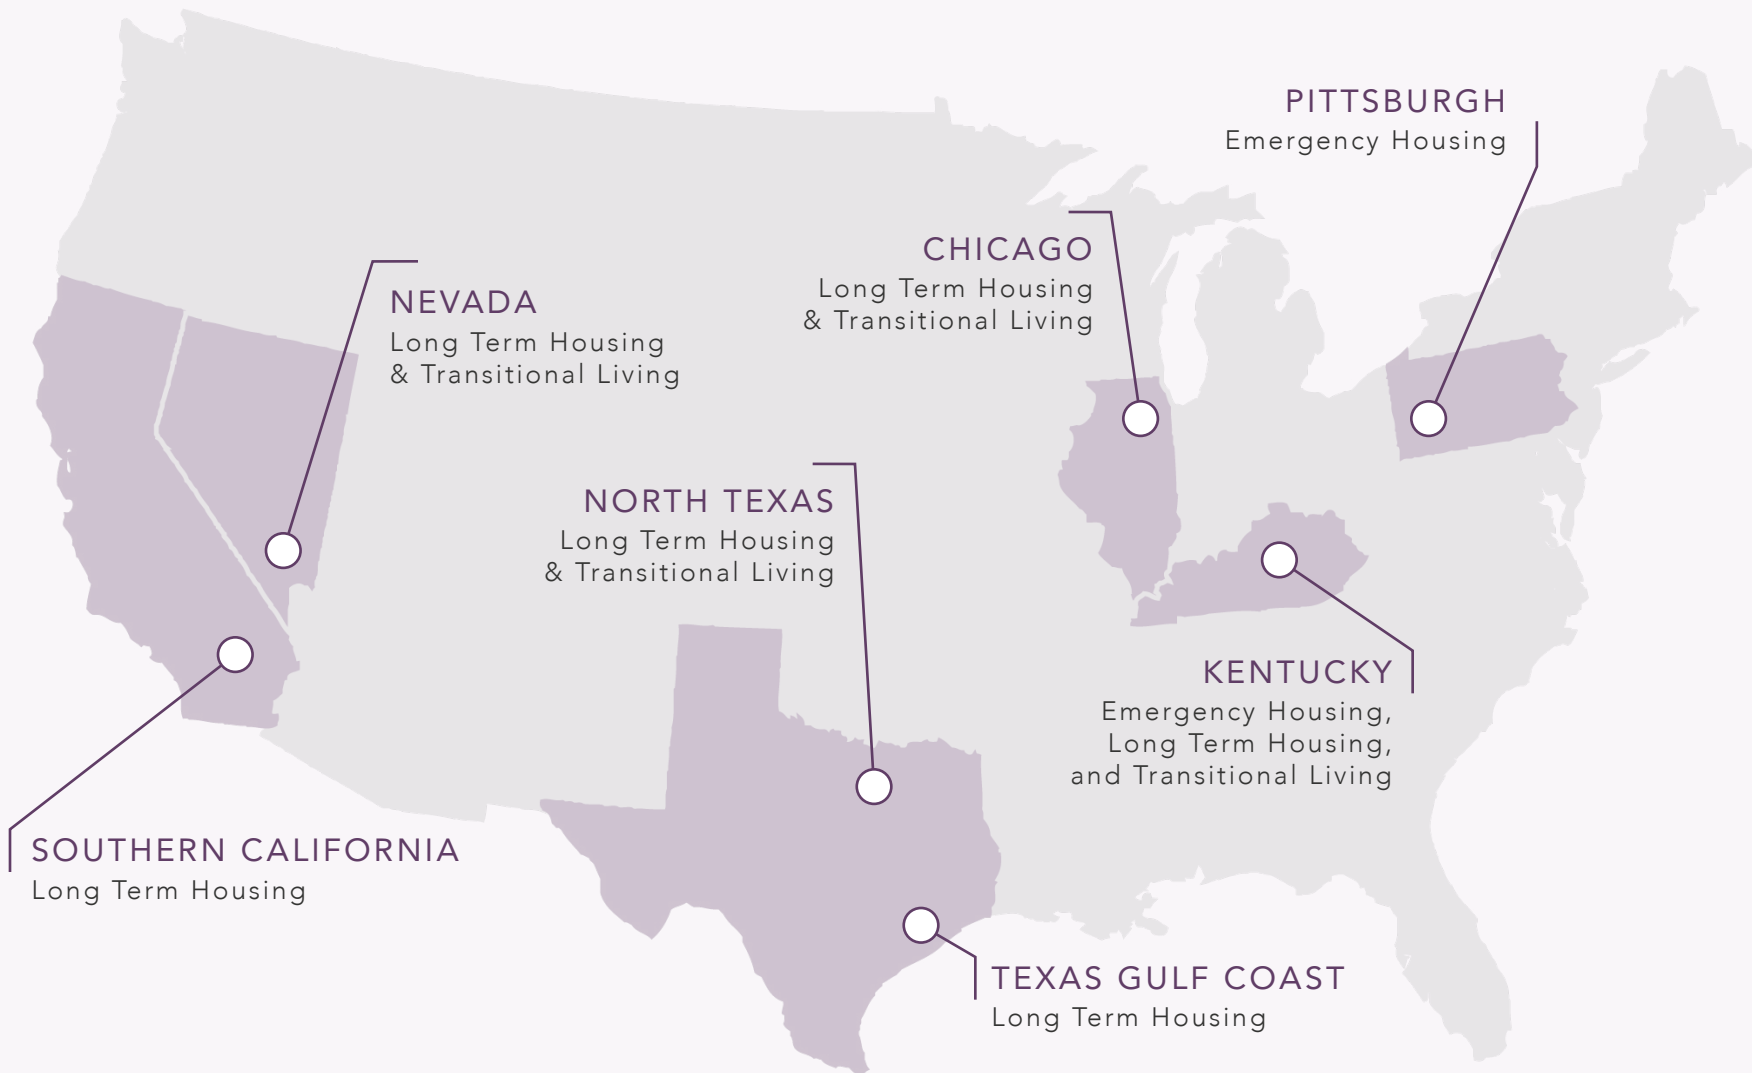 PITTSBURGH
Emergency Housing
CHICAGO
Long Term Housing
& Transitional Living
NEVADA
Long Term Housing
& Transitional Living
NORTH TEXAS
Long Term Housing
& Transitional Living
KENTUCKY
Emergency Housing,
Long Term Housing,
and Transitional Living
SOUTHERN CALIFORNIA
Long Term Housing
TEXAS GULF COAST
Long Term Housing